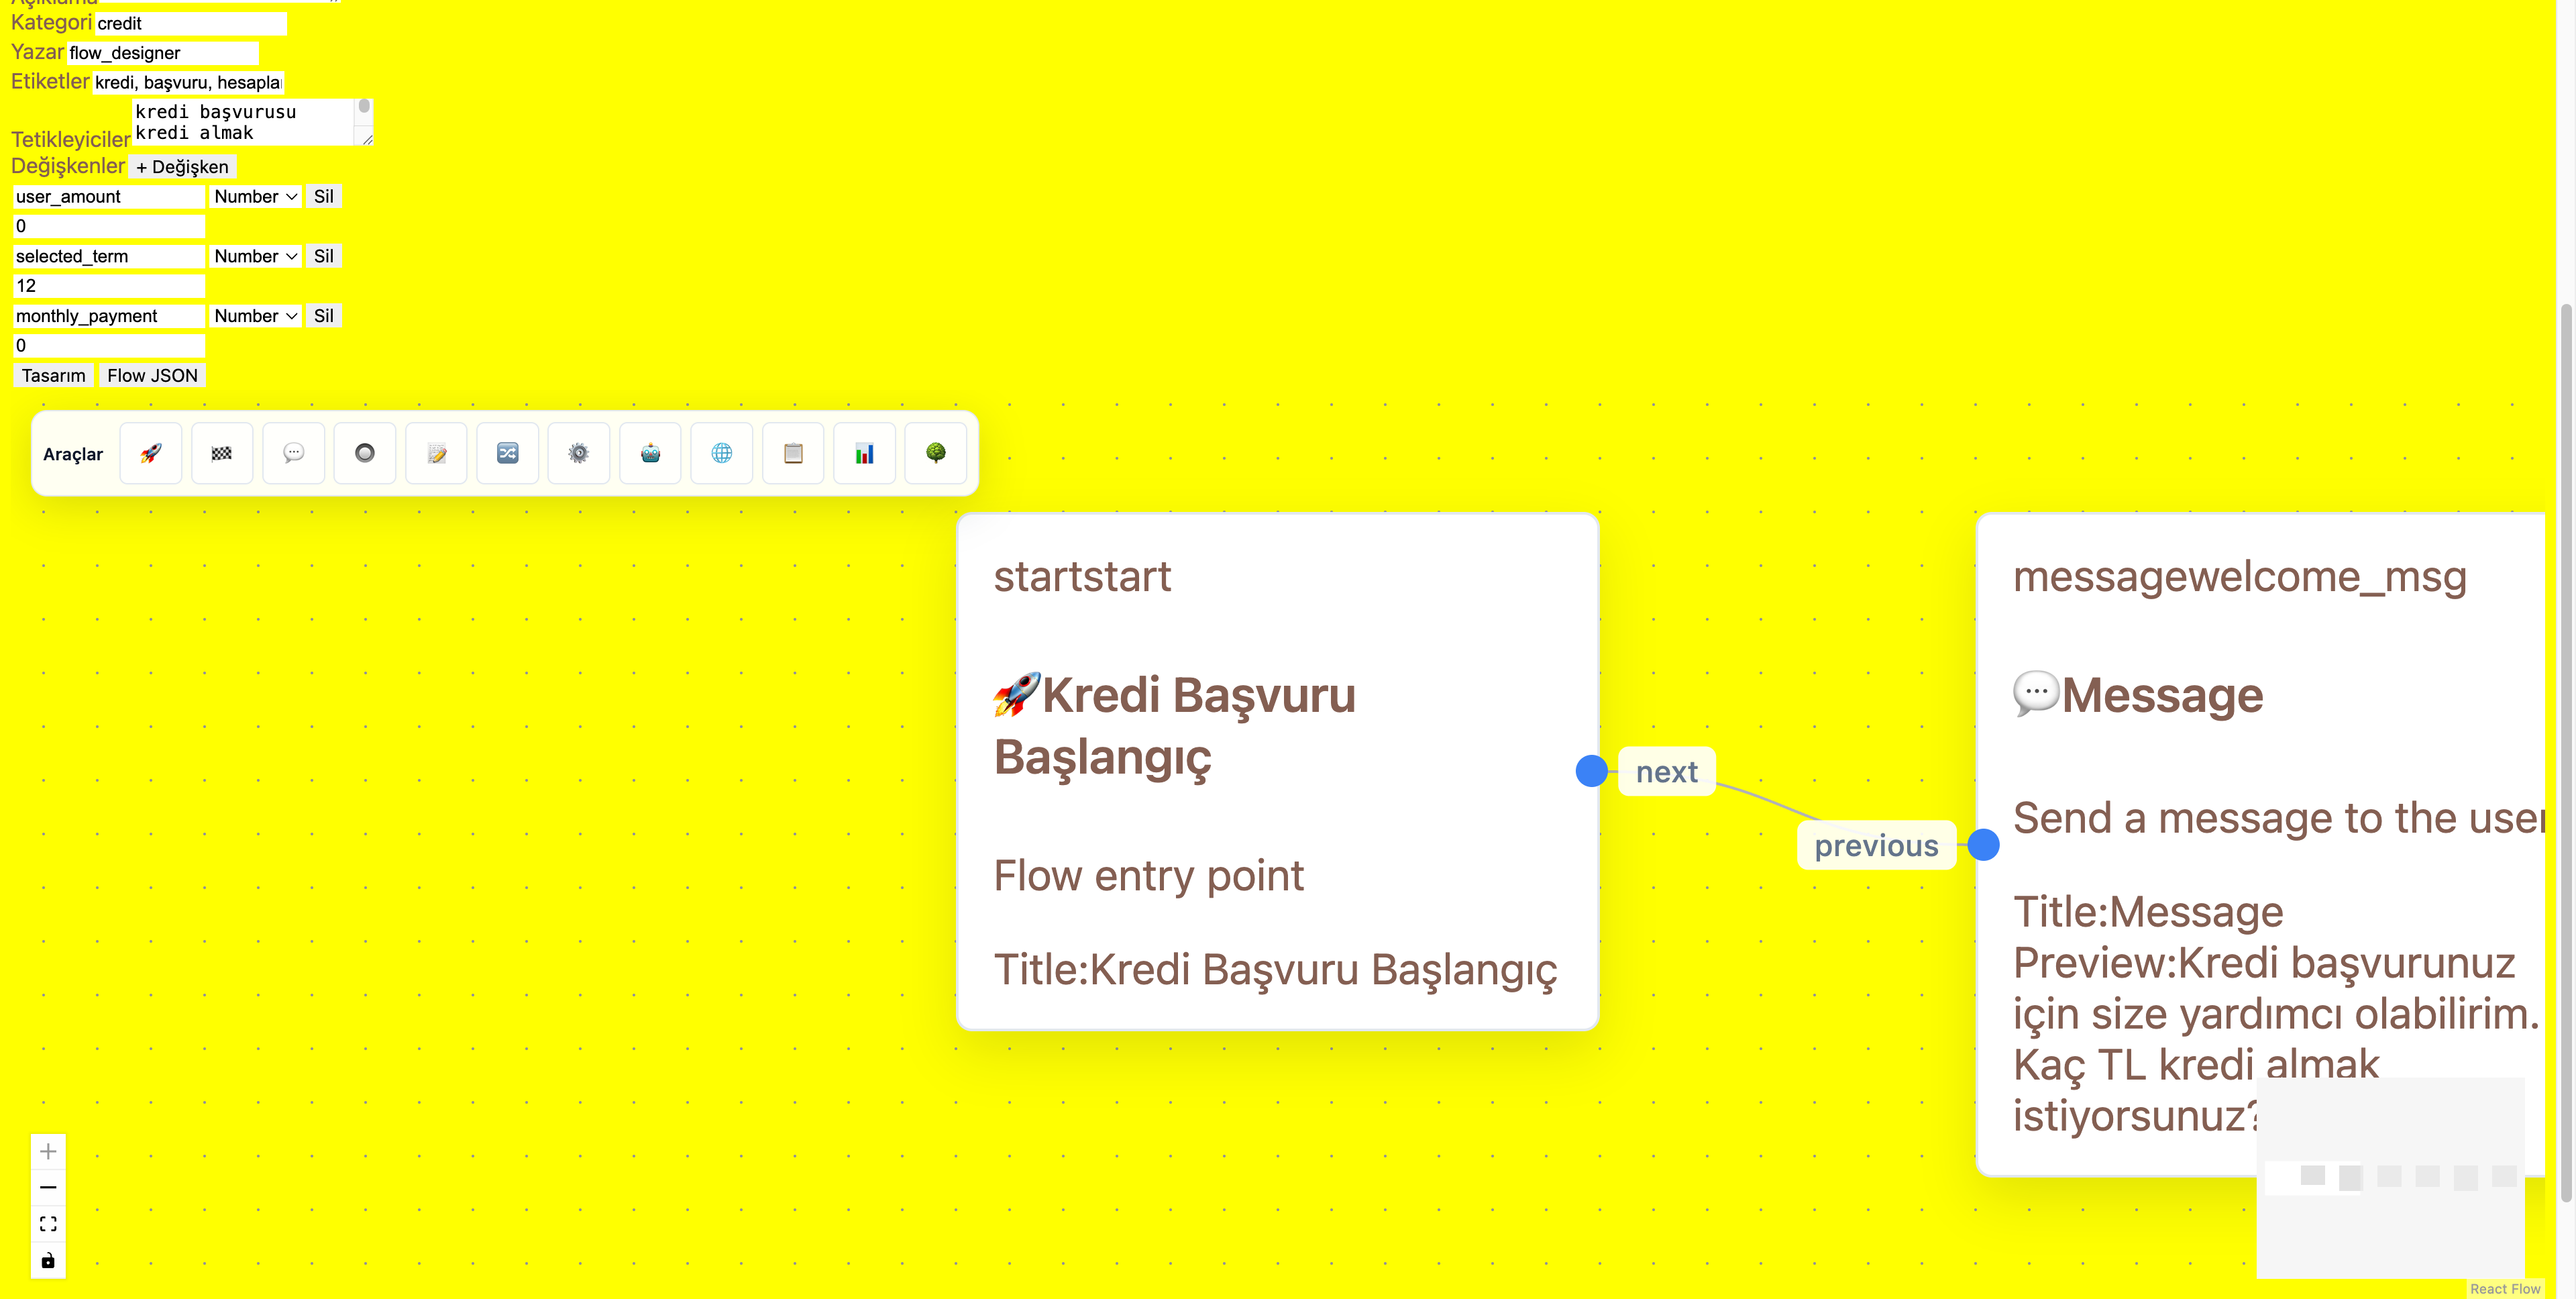 Açıklama
Kategori credit
Yazar flow_designer
Etiketler kredi, başvuru, hesapla
kredi başvurusu
kredi almak
Tetikleyiciler
Değişkenler + Değişken
user_amount Number Sil
0
selected_term Number Sil
12
monthly_payment Number Sil
0
Tasarım Flow JSON
Araçlar
startstart
Kredi Başvuru
Başlangıç
Flow entry point
Title:Kredi Başvuru Başlangıç
next
previous
messagewelcome_msg
Message
Send a message to the user
Title:Message
Preview:Kredi başvurunuz
için size yardımcı olabilirim.
Kaç TL kredi almak
istiyorsunuz?
React Flow